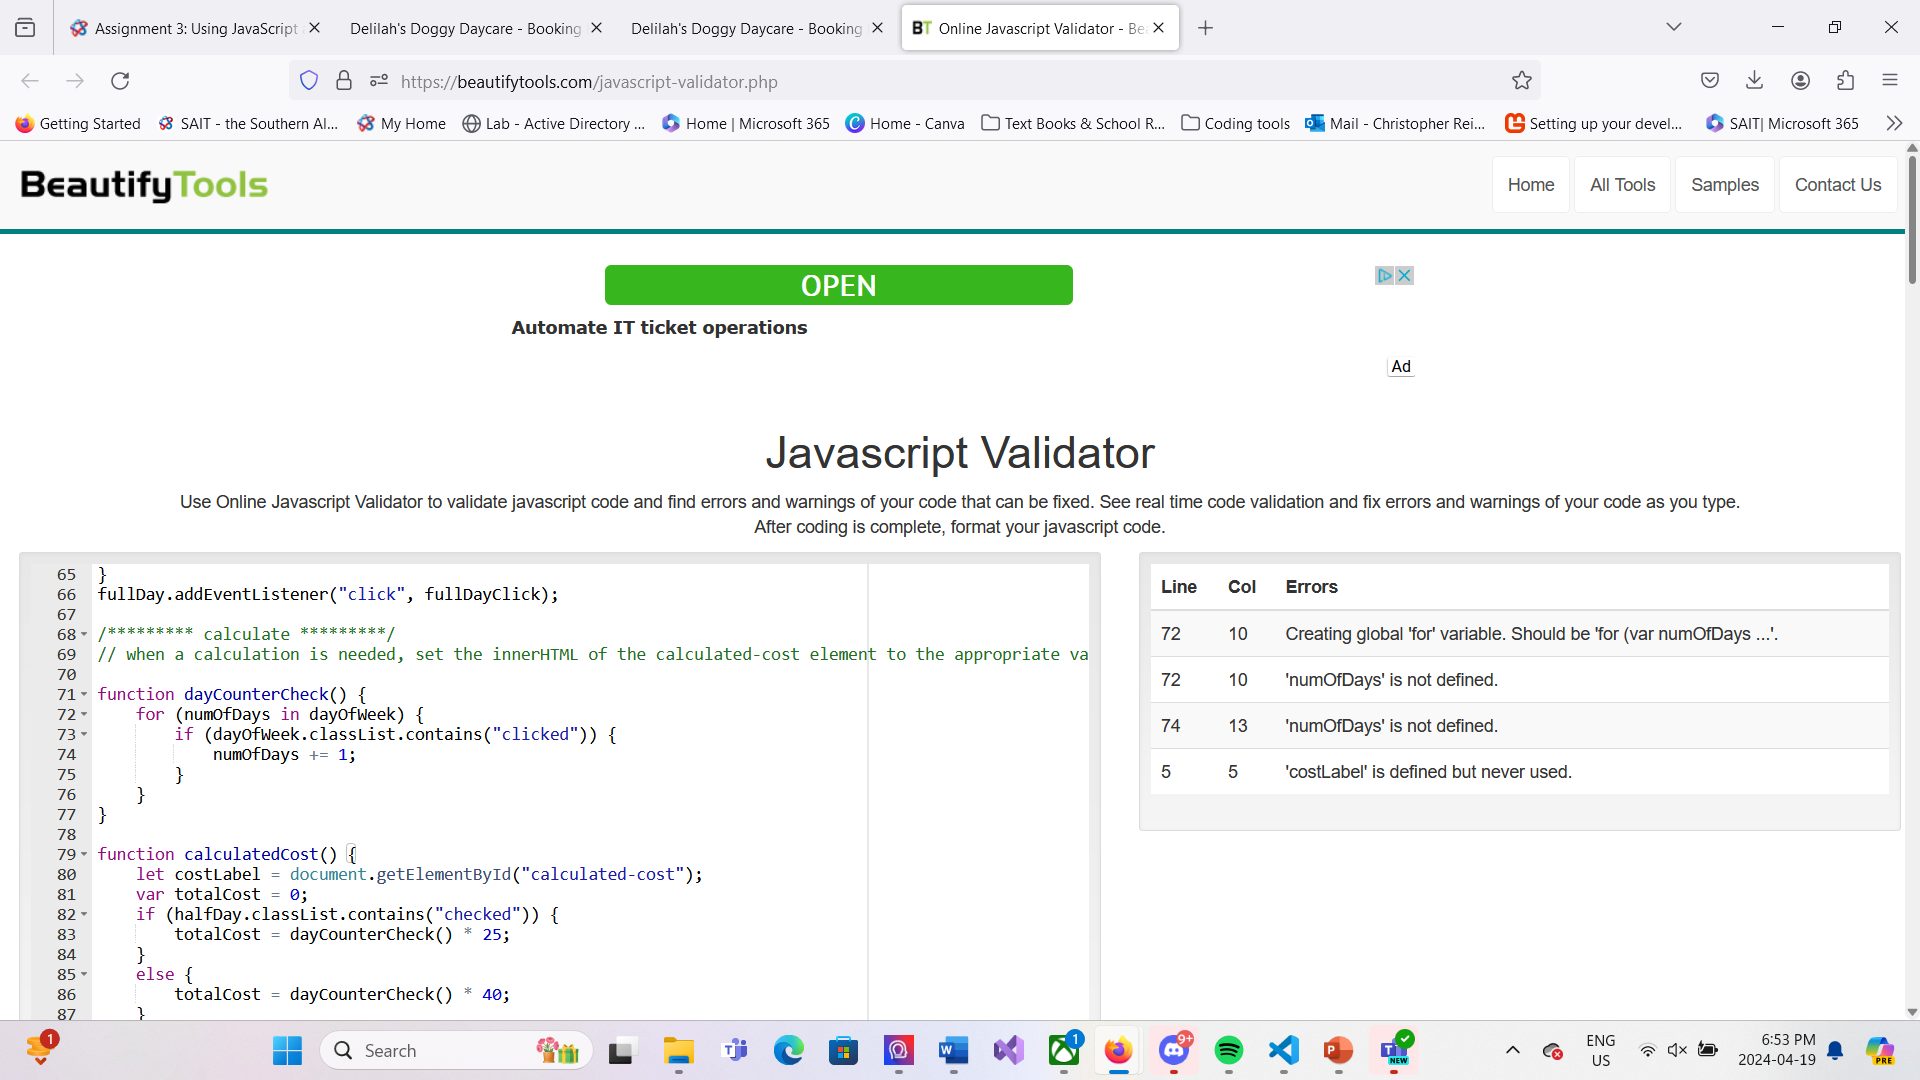 Assignment 3: Using JavaScript
Delilah's Doggy Daycare - Booking
Delilah's Doggy Daycare - Booking
BT Online Javascript Validator - Be
https://beautifytools.com/javascript-validator.php
Getting Started
SAIT - the Southern Al...
My Home
Lab - Active Directory ...
Home | Microsoft 365
Home - Canva
Text Books & School R...
Coding tools
Mail - Christopher Rei...
Setting up your devel...
SAIT| Microsoft 365
BeautifyTools
Home
All Tools
Samples
Contact Us
OPEN
Automate IT ticket operations
Ad
Javascript Validator
Use Online Javascript Validator to validate javascript code and find errors and warnings of your code that can be fixed. See real time code validation and fix errors and warnings of your code as you type.
After coding is complete, format your javascript code.
65 }
66 fullDay.addEventListener("click", fullDayClick);
67
68 /********* calculate *********/
69 // when a calculation is needed, set the innerHTML of the calculated-cost element to the appropriate va
70
71 function dayCounterCheck() {
72 for (numOfDays in dayOfWeek) {
73 if (dayOfWeek.classList.contains("clicked")) {
74 numOfDays += 1;
75 }
76 }
77 }
78
79 function calculatedCost() {
80 let costLabel = document.getElementById("calculated-cost");
81 var totalCost = 0;
82 if (halfDay.classList.contains("checked")) {
83 totalCost = dayCounterCheck() * 25;
84 }
85 else {
86 totalCost = dayCounterCheck() * 40;
87 }
Line Col Errors
72 10 Creating global 'for' variable. Should be 'for (var numOfDays ...'.
72 10 'numOfDays' is not defined.
74 13 'numOfDays' is not defined.
5 5 'costLabel' is defined but never used.
1
Search
W
1
9+
P
T
NEW
ENG
US
6:53 PM
2024-04-19
PRE